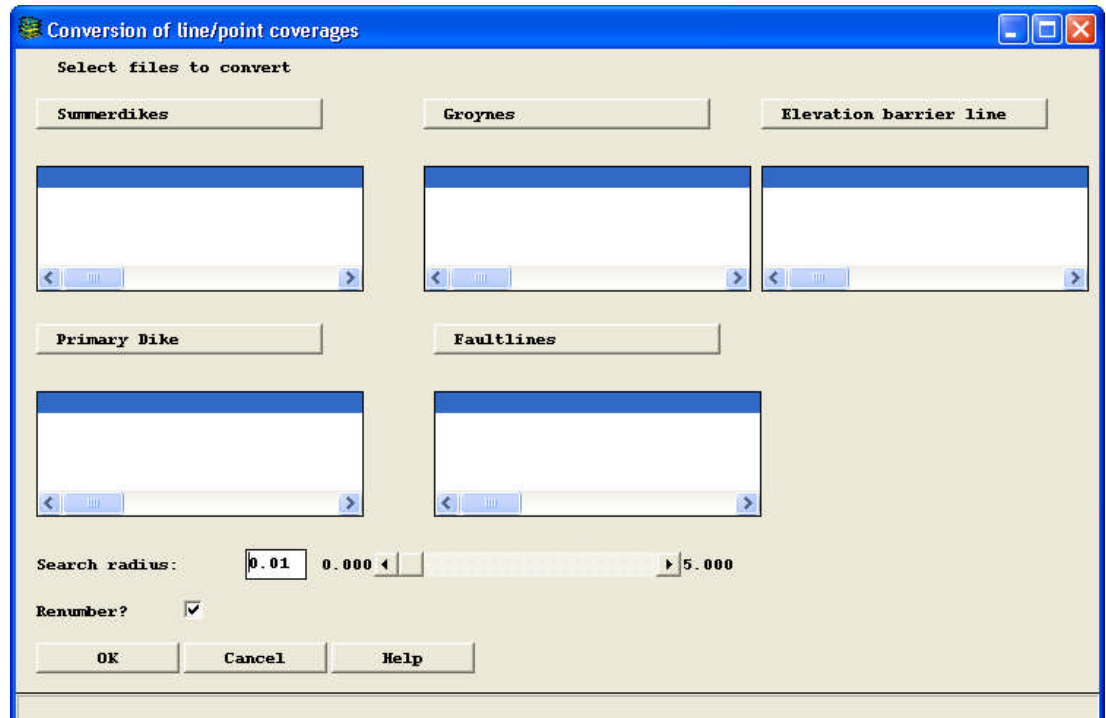 Conversion of line/point coverages
Select files to convert
Summerdikes
Groynes
Elevation barrier line
Primary Dike
Faultlines
Search radius: 0.01 0.000 5.000
Renumber?
OK Cancel Help